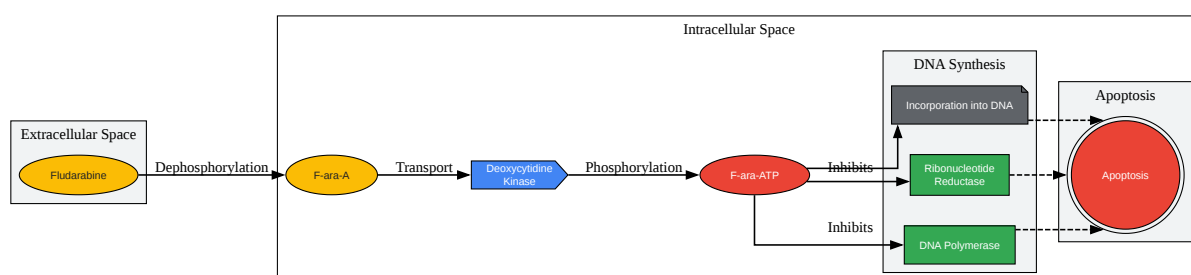 Intracellular Space
DNA Synthesis
Incorporation into DNA
Apoptosis
Extracellular Space
Fludarabine
Dephosphorylation
F-ara-A
Transport
Deoxycytidine
Kinase
Phosphorylation
F-ara-ATP
Inhibits
Ribonucleotide
Reductase
Apoptosis
Inhibits
DNA Polymerase